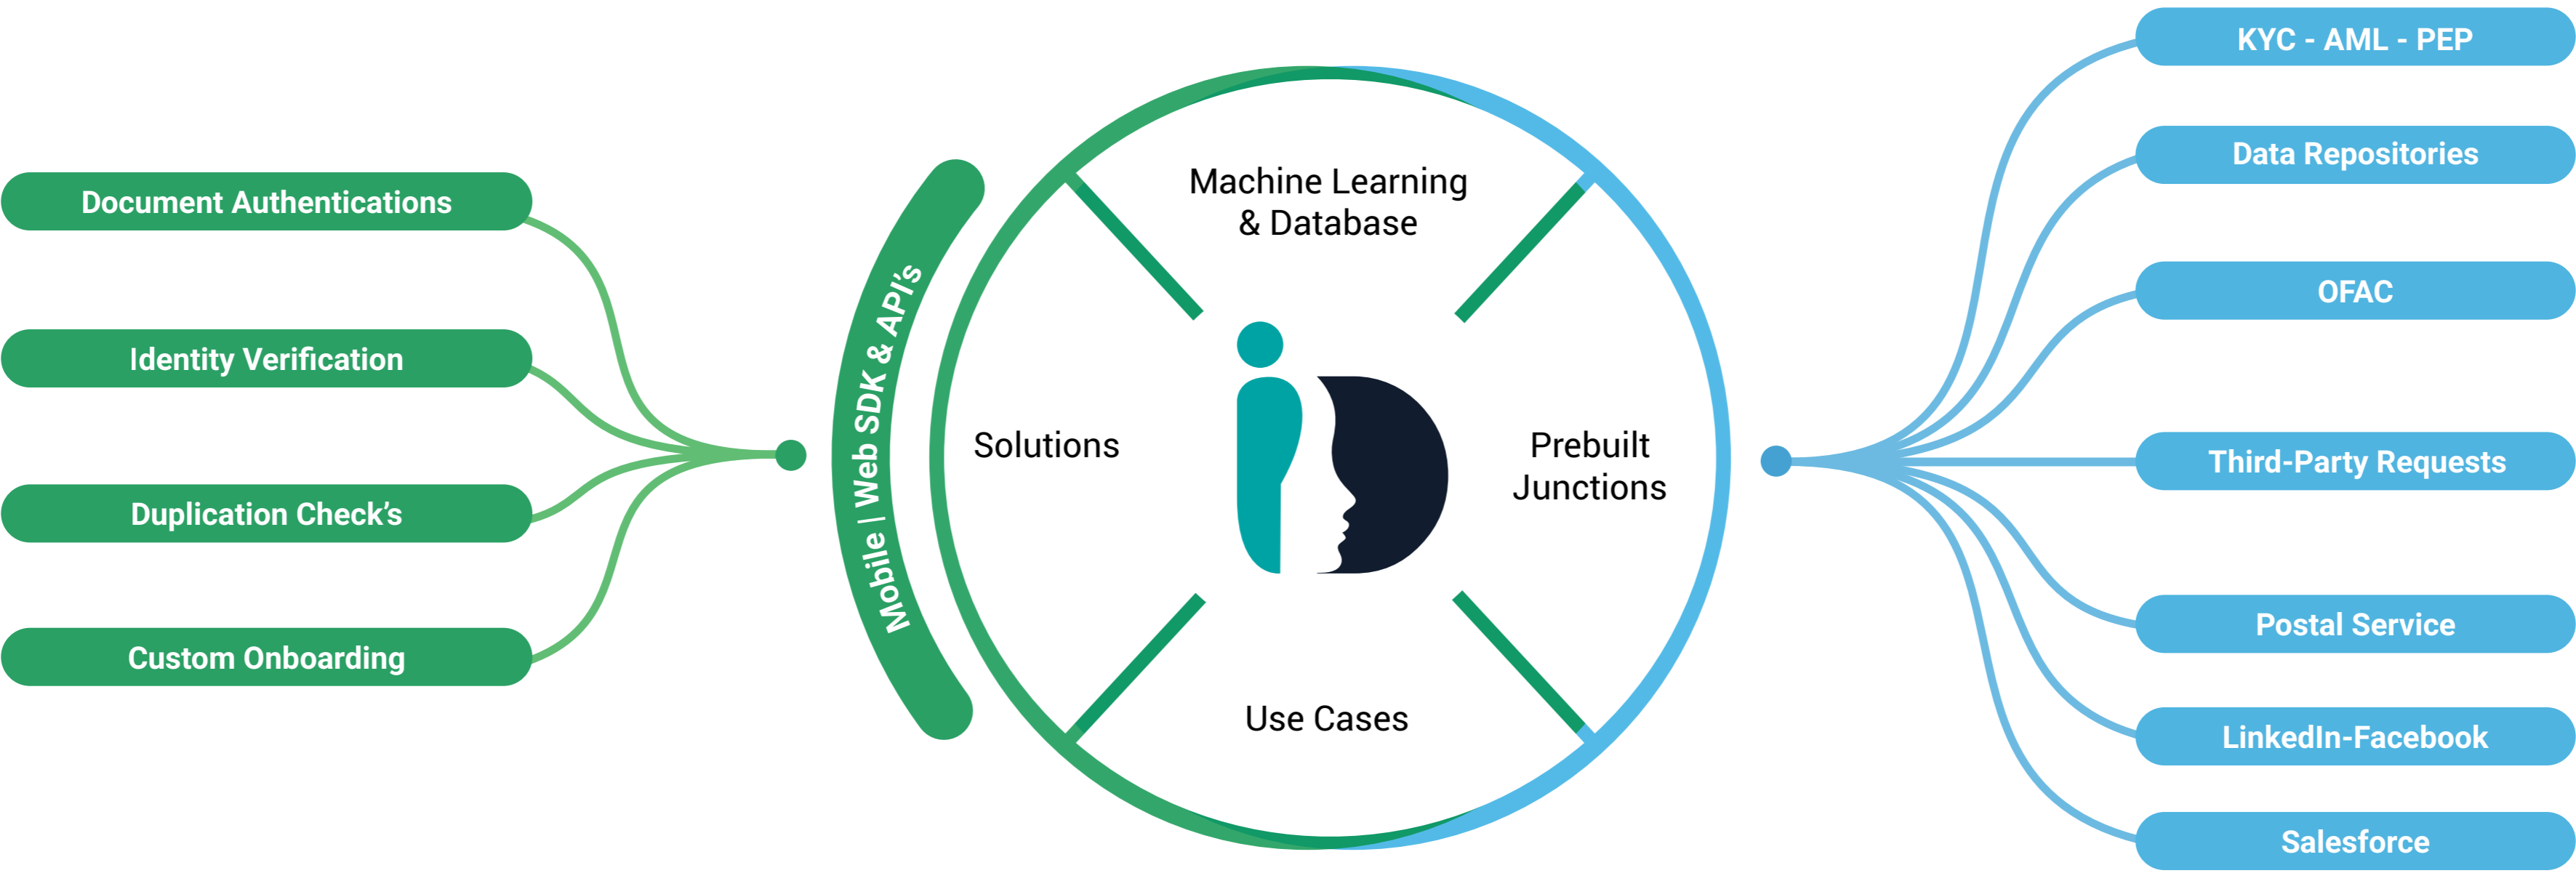 Document Authentications
Identity Verification
Duplication Check’s
Custom Onboarding
Mobile | Web SDK & API's
Machine Learning
& Database
Solutions
Prebuilt
Junctions
Use Cases
KYC - AML - PEP
Data Repositories
OFAC
Third-Party Requests
Postal Service
LinkedIn-Facebook
Salesforce